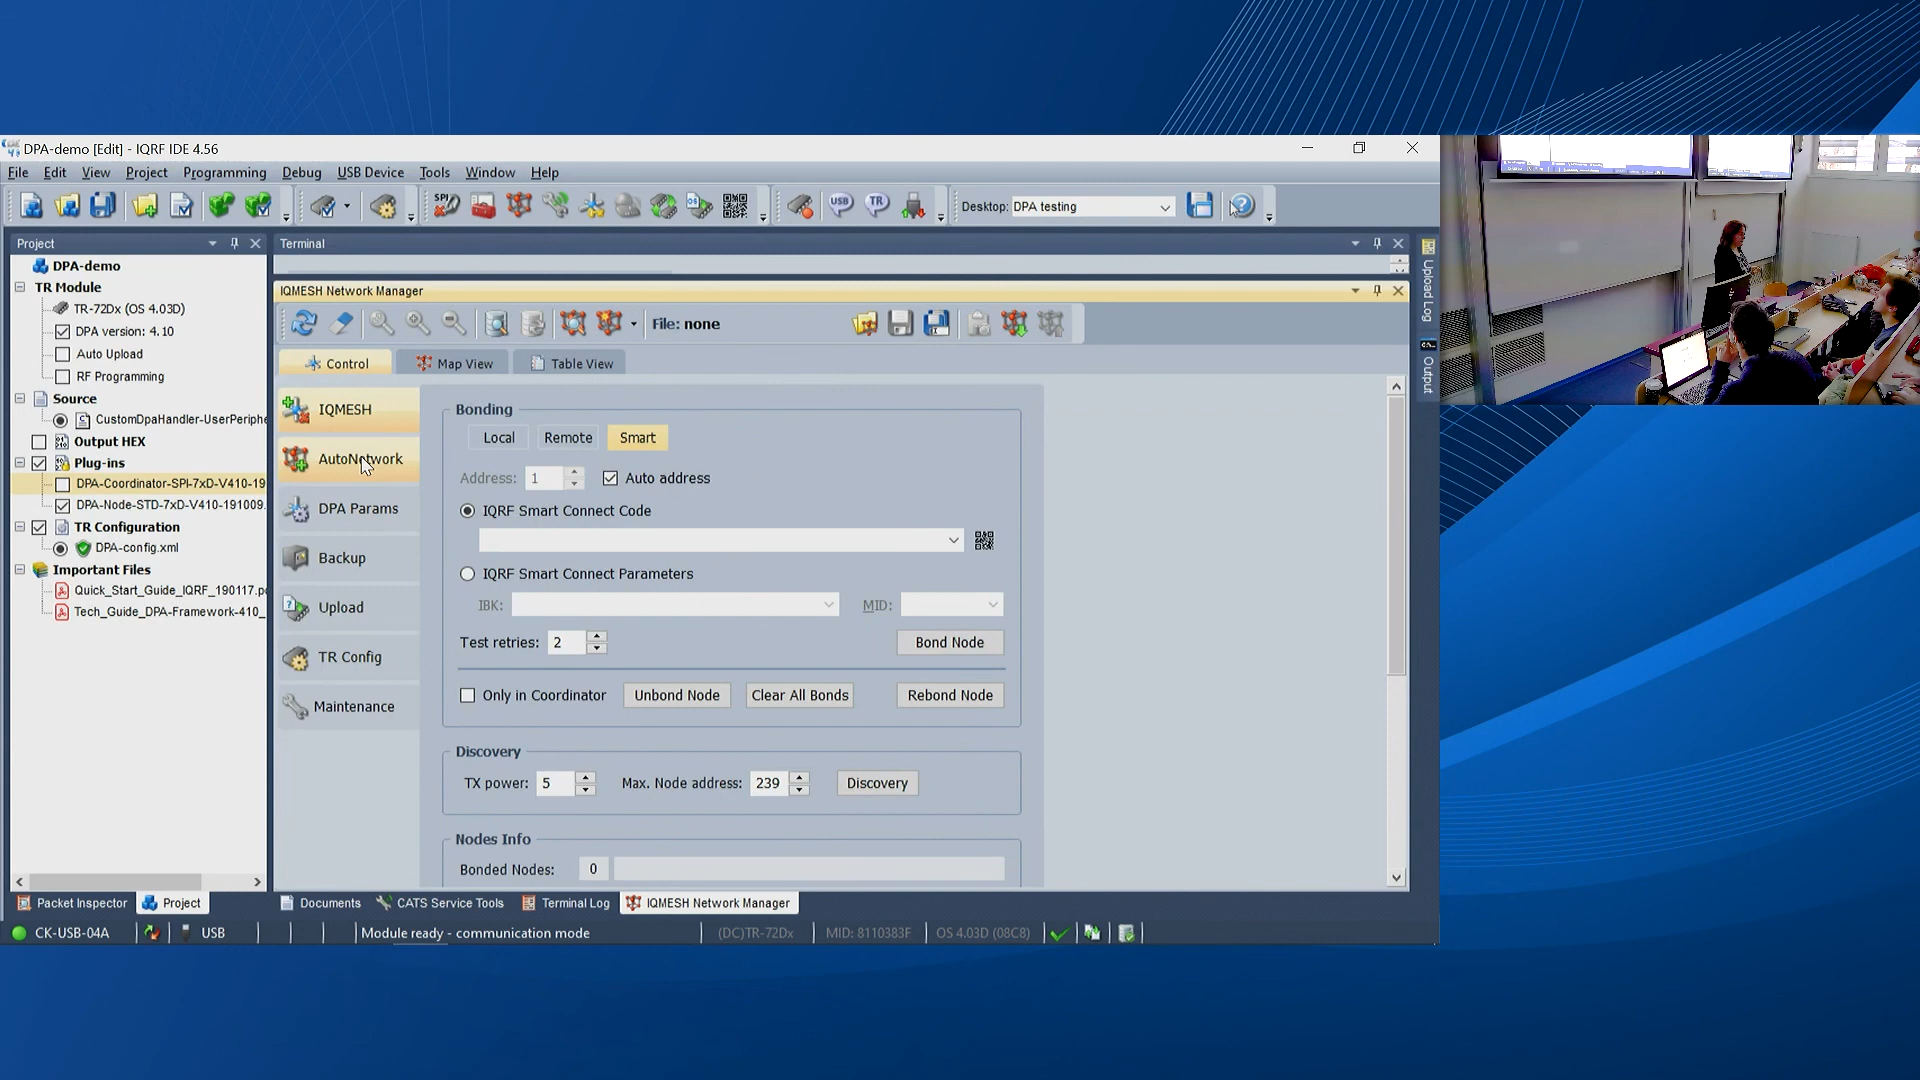 DPA-demo [Edit] - IQRF IDE 4.56
File Edit View Project Programming Debug USB Device Tools Window Help
SPI OS USB TR Desktop: DPA testing
Project
DPA-demo
TR Module
TR-72Dx (OS 4.03D)
DPA version: 4.10
Auto Upload
RF Programming
Source
CustomDpaHandler-UserPeriphe
Output HEX
Plug-ins
DPA-Coordinator-SPI-7xD-V410-19
DPA-Node-STD-7xD-V410-191009.
TR Configuration
DPA-config.xml
Important Files
Quick_Start_Guide_IQRF_190117.p
Tech_Guide_DPA-Framework-410_
Packet Inspector Project
Terminal
IQMESH Network Manager
File: none
Control Map View Table View
IQMESH
AutoNetwork
DPA Params
Backup
Upload
TR Config
Maintenance
Bonding
Local Remote Smart
Address: 1 Auto address
IQRF Smart Connect Code
IQRF Smart Connect Parameters
IBK: MID:
Test retries: 2 Bond Node
Only in Coordinator Unbond Node Clear All Bonds Rebond Node
Discovery
TX power: 5 Max. Node address: 239 Discovery
Nodes Info
Bonded Nodes: 0
Documents CATS Service Tools Terminal Log IQMESH Network Manager
Upload Log
Output
CK-USB-04A USB Module ready - communication mode (DC)TR-72Dx MID: 8110383F OS 4.03D (08C8)